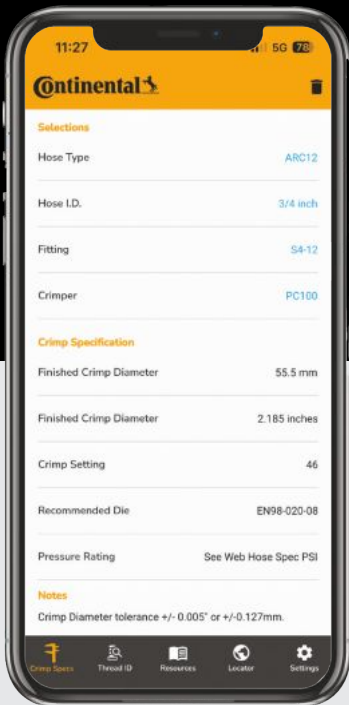 11:27
5G 78
Continental
Selections
Hose Type ARC12
Hose I.D. 3/4 inch
Fitting S4-12
Crimper PC100
Crimp Specification
Finished Crimp Diameter 55.5 mm
Finished Crimp Diameter 2.185 inches
Crimp Setting 46
Recommended Die EN98-020-08
Pressure Rating See Web Hose Spec PSI
Notes
Crimp Diameter tolerance +/- 0.005" or +/-0.127mm.
Crimp Specs Thread ID Resources Locator Settings